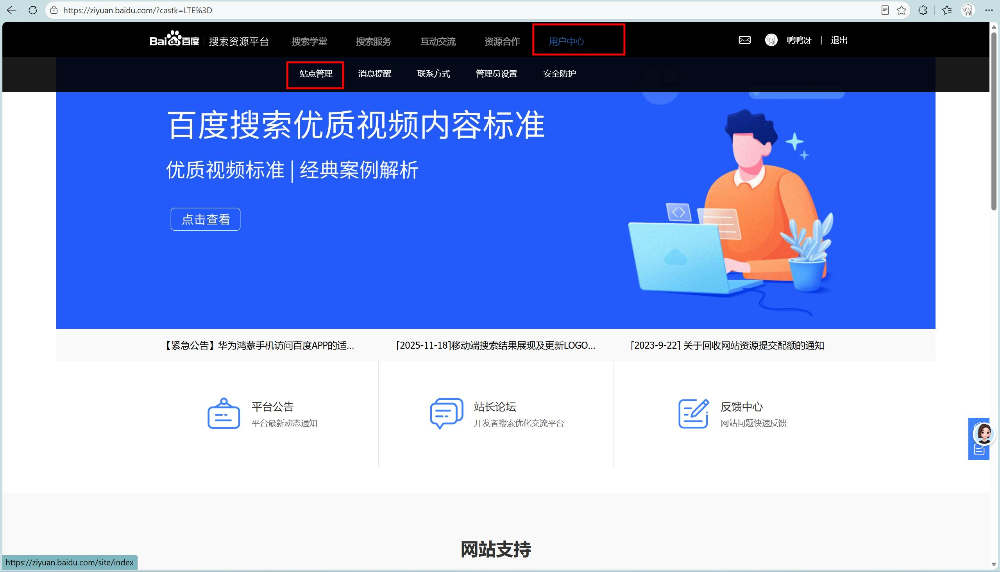 https://ziyuan.baidu.com/?castk=LTE%3D
Baidu百度 | 搜索资源平台 搜索学堂 搜索服务 互动交流 资源合作 用户中心 鸭鸭冴 | 退出
站点管理 消息提醒 联系方式 管理员设置 安全防护
百度搜索优质视频内容标准
优质视频标准 | 经典案例解析
点击查看
【紧急公告】华为鸿蒙手机访问百度APP的适... [2025-11-18]移动端搜索结果展现及更新LOGO... [2023-9-22] 关于回收网站资源提交配额的通知
平台公告 站长论坛 反馈中心
平台最新动态通知 开发者搜索优化交流平台 网站问题快速反馈
网站支持
https://ziyuan.baidu.com/site/index